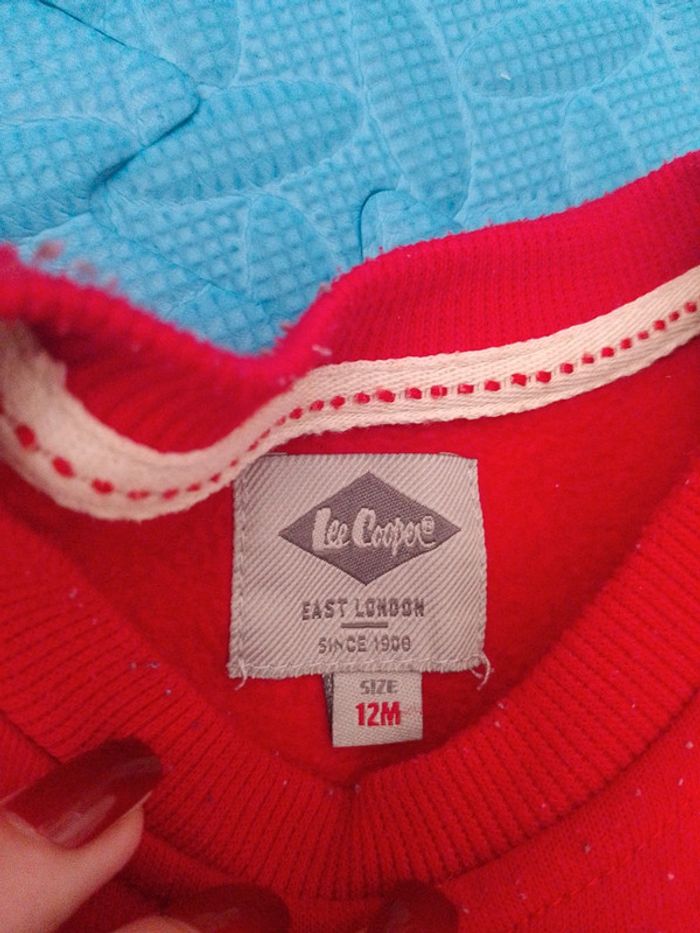 Lee Cooper®
EAST LONDON
SINCE 1908
SIZE
12M